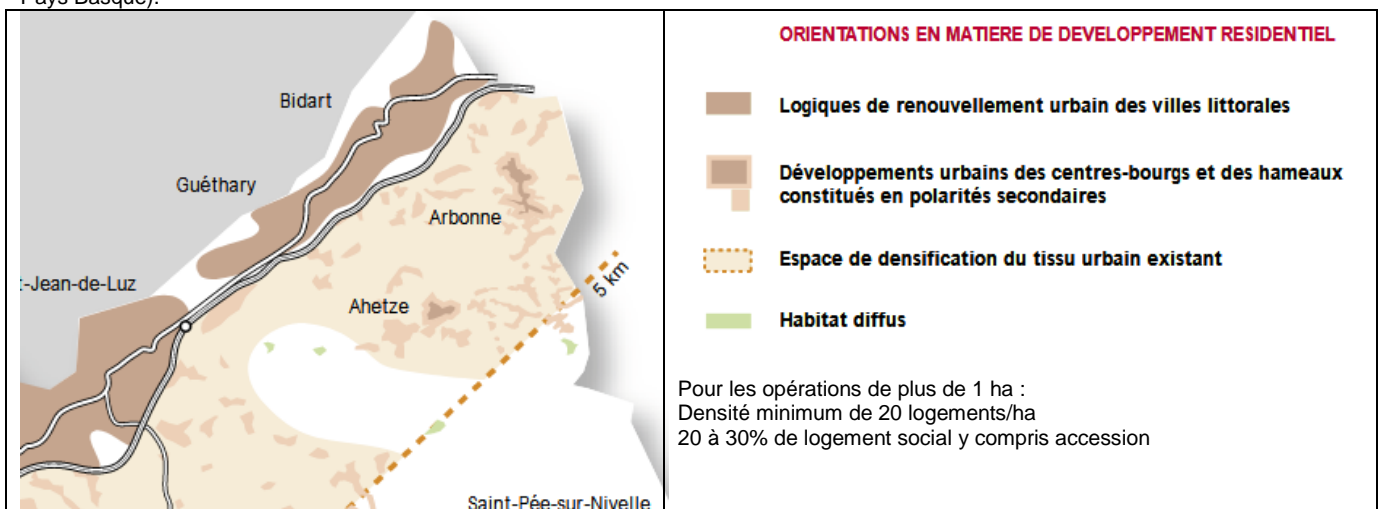 Pays Basque).
Bidart
Guéthary
Arbonne
-Jean-de-Luz
5 km
Ahetze
Saint-Pée-sur-Nivelle
ORIENTATIONS EN MATIERE DE DEVELOPPEMENT RESIDENTIEL
Logiques de renouvellement urbain des villes littorales
Développements urbains des centres-bourgs et des hameaux
constitués en polarités secondaires
Espace de densification du tissu urbain existant
Habitat diffus
Pour les opérations de plus de 1 ha :
Densité minimum de 20 logements/ha
20 à 30% de logement social y compris accession